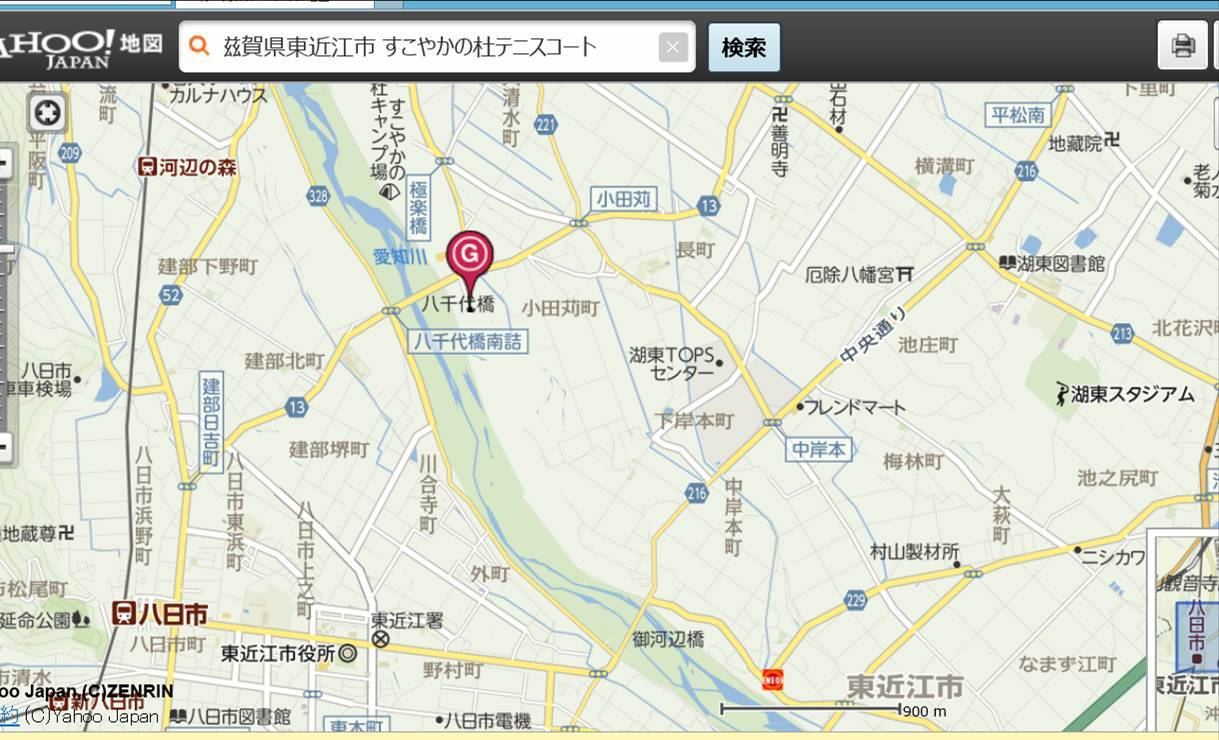 AHOO! 地図
JAPAN
滋賀県東近江市 すこやかの杜テニスコート
検索
カルナハウス
流町
平阪町
209
河辺の森
328
すこやかの
杜キャンプ場
清水町
221
極楽橋
小田苅
13
善明寺
岩石材
平松南
下里町
地蔵院
横溝町
216
老人
菊水
愛知川
G
八千代橋
小田苅町
八千代橋南詰
長町
厄除八幡宮
湖東図書館
建部下野町
52
中央通り
池庄町
213
北花沢町
建部北町
湖東TOPS
センター
八日市
車車検場
湖東スタジアム
建部日吉町
13
フレンドマート
下岸本町
中岸本
建部堺町
梅林町
池之尻町
川合寺町
八日市浜野町
八日市東浜町
八日市上之町
216
中岸本町
大萩町
地蔵尊
村山製材所
ニシカワ
外町
松尾町
229
観音寺
延命公園
八日市
東近江署
八日市
八日市町
東近江市役所
御河辺橋
野村町
ENEOS
なまず江町
東近江市
東近江市
清水
oo Japan,(C)ZENRIN
新八日市
約 (C)Yahoo Japan
八日市図書館
東本町
八日市電機
900 m